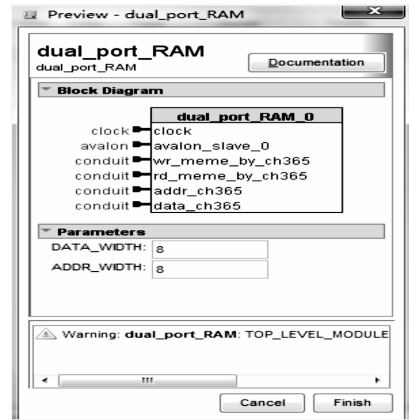 Preview - dual_port_RAM
dual_port_RAM
dual_port_RAM
Documentation
Block Diagram
dual_port_RAM_0
clock clock
avalon avalon_slave_0
conduit wr_meme_by_ch365
conduit rd_meme_by_ch365
conduit addr_ch365
conduit data_ch365
Parameters
DATA_WIDTH: 8
ADDR_WIDTH: 8
Warning: dual_port_RAM: TOP_LEVEL_MODULE
Cancel Finish